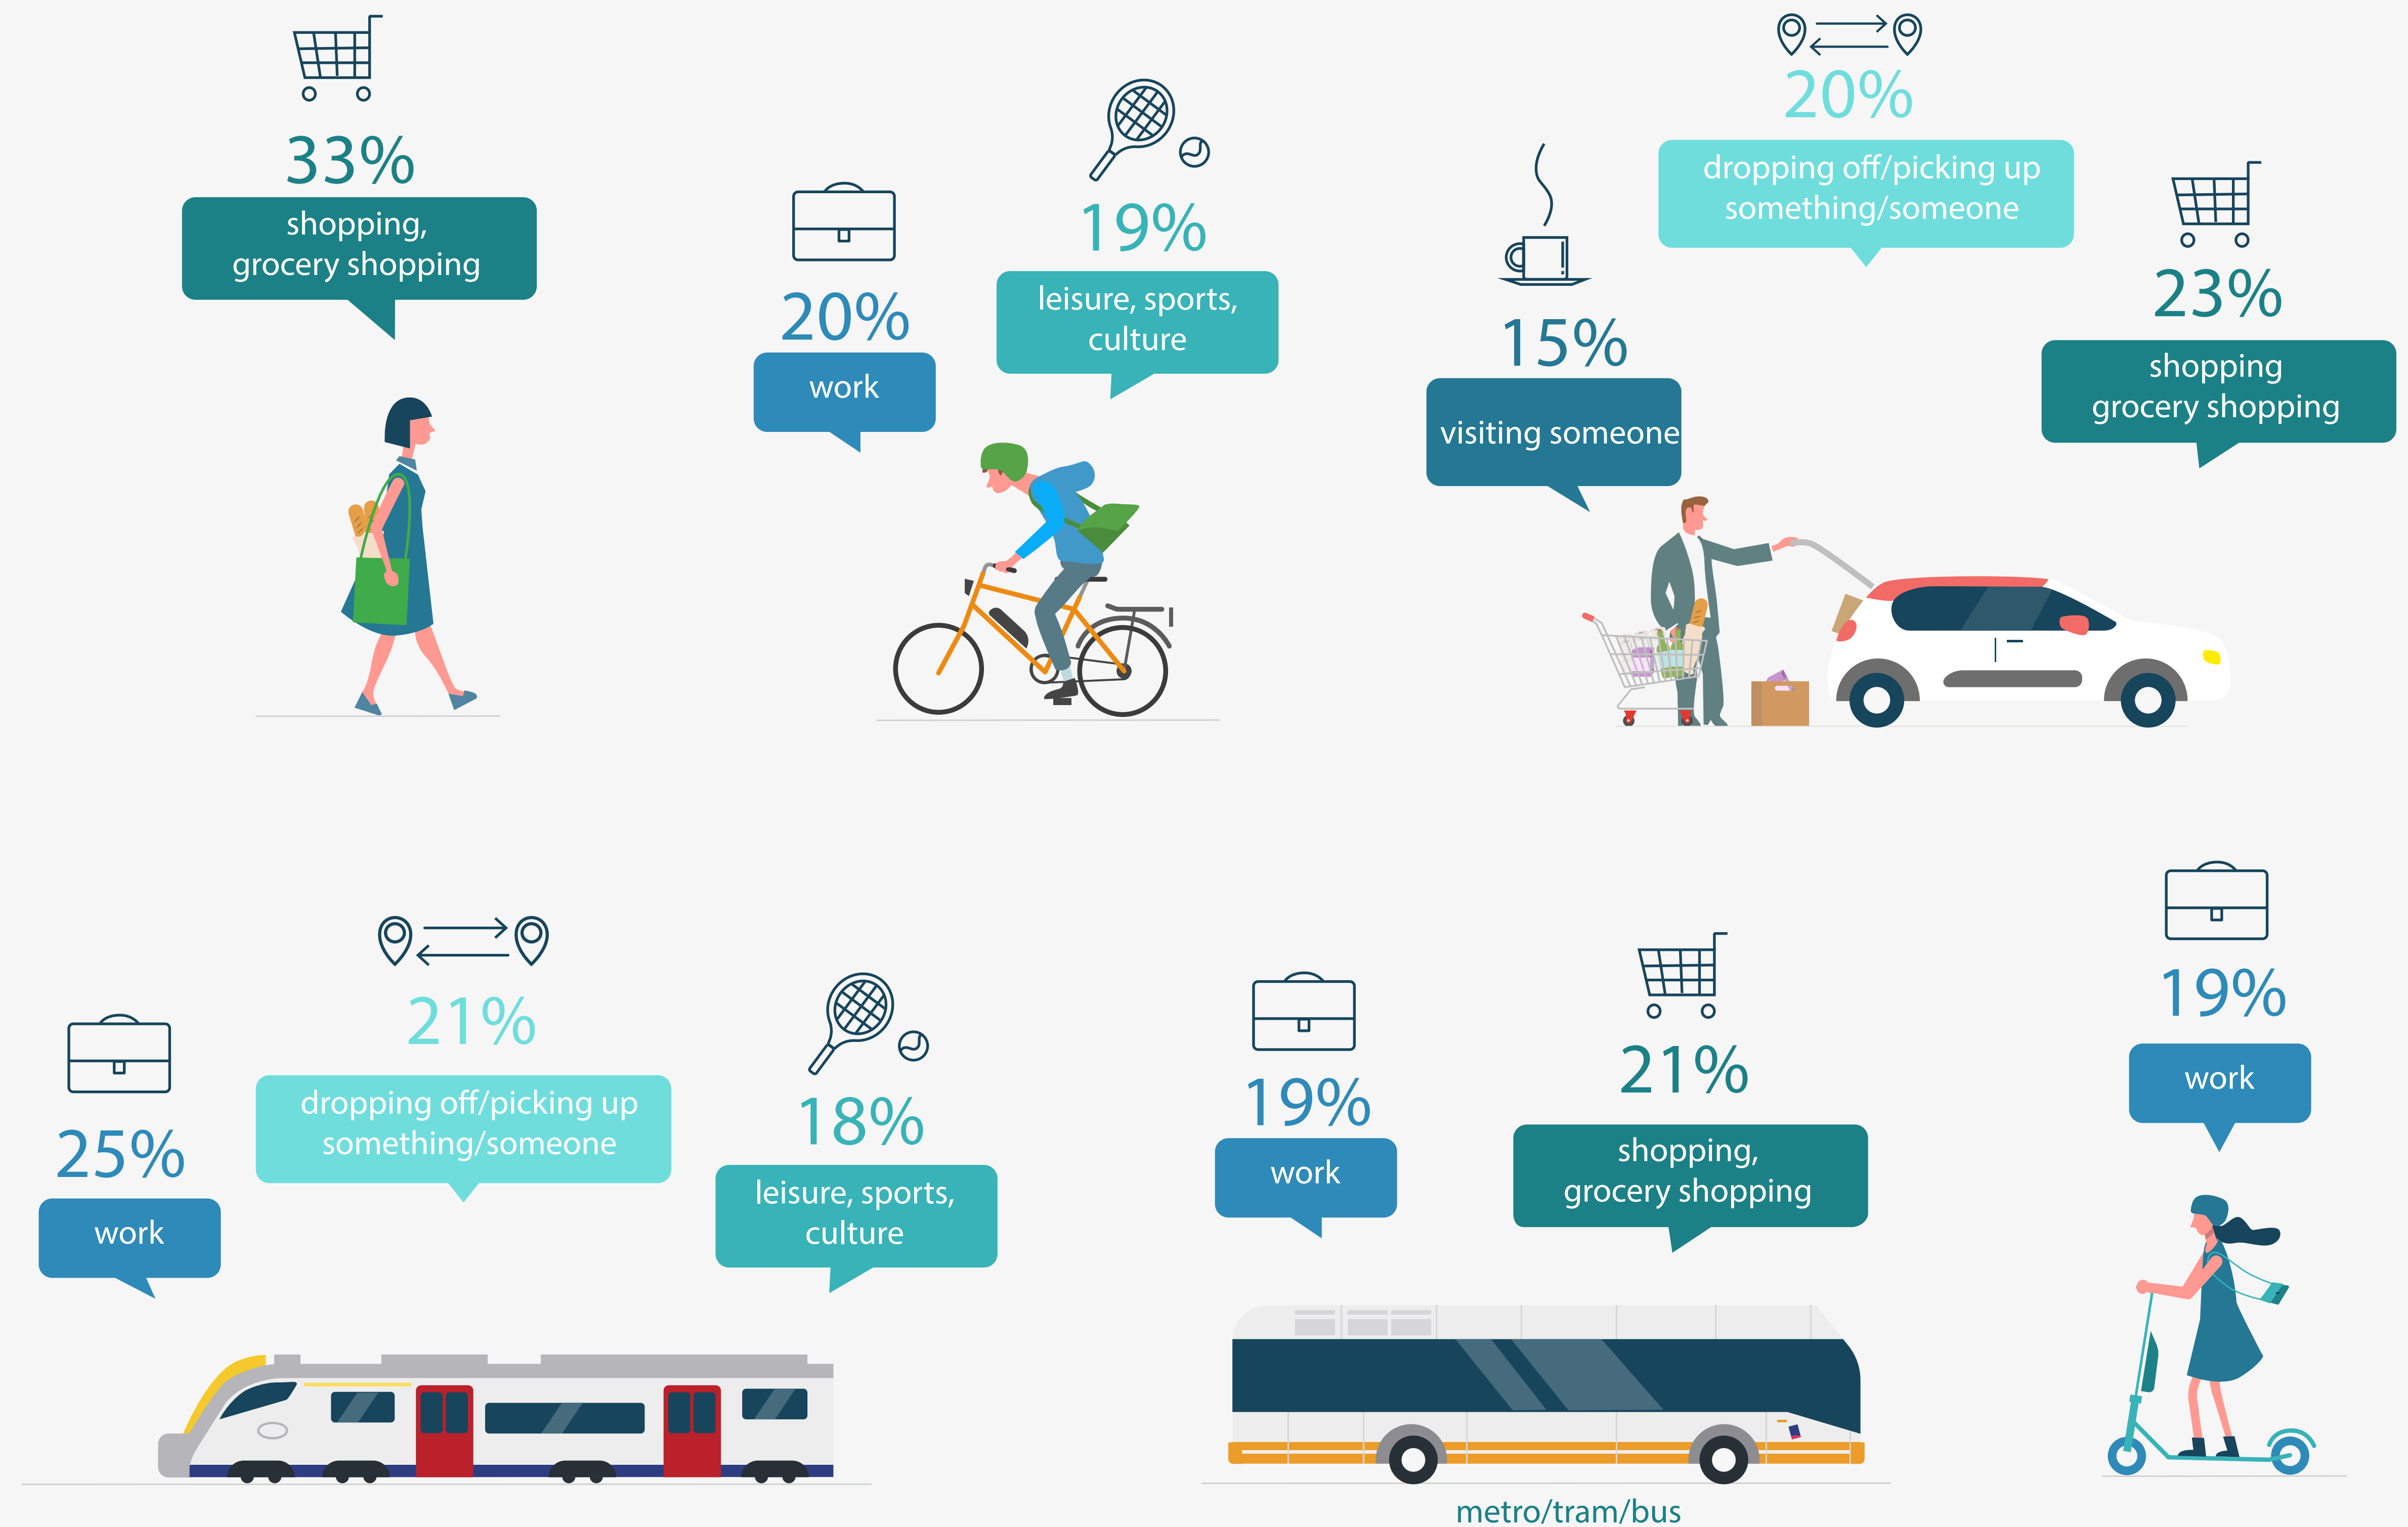 33%
shopping,
grocery shopping
20%
work
19%
leisure, sports,
culture
15%
visiting someone
20%
dropping off/picking up
something/someone
23%
shopping
grocery shopping
25%
work
21%
dropping off/picking up
something/someone
18%
leisure, sports,
culture
19%
work
21%
shopping,
grocery shopping
metro/tram/bus
19%
work